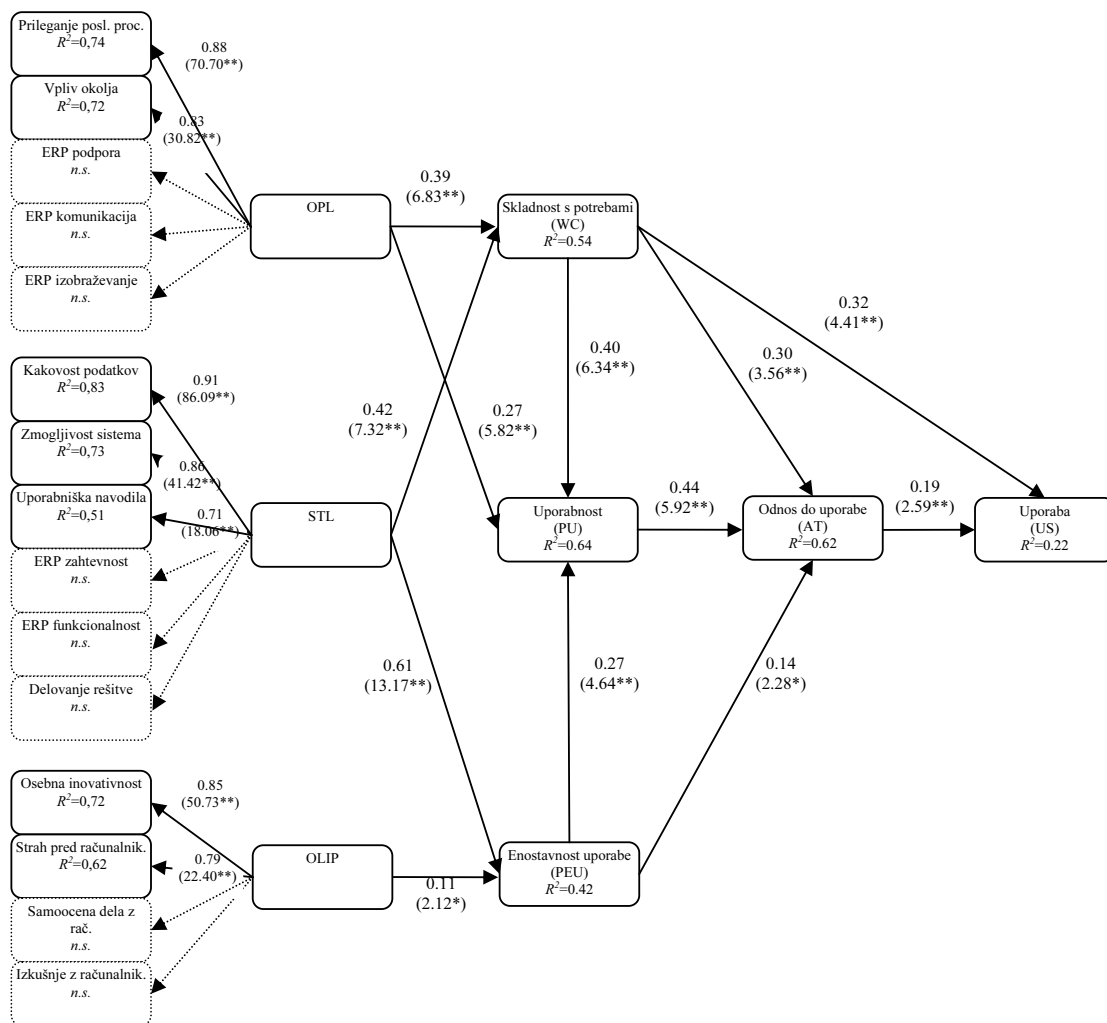 Prileganje posl. proc.
R²=0,74
Vpliv okolja
R²=0,72
ERP podpora
n.s.
ERP komunikacija
n.s.
ERP izobraževanje
n.s.
0.88
(70.70**)
0.83
(30.82**)
OPL
0.39
(6.83**)
Skladnost s potrebami
(WC)
R²=0.54
0.32
(4.41**)
0.30
(3.56**)
0.40
(6.34**)
0.42
(7.32**)
0.27
(5.82**)
Kakovost podatkov
R²=0,83
Zmogljivost sistema
R²=0,73
Uporabniška navodila
R²=0,51
ERP zahtevnost
n.s.
ERP funkcionalnost
n.s.
Delovanje rešitve
n.s.
0.91
(86.09**)
0.86
(41.42**)
0.71
(18.06**)
STL
Uporabnost
(PU)
R²=0.64
0.44
(5.92**)
Odnos do uporabe
(AT)
R²=0.62
0.19
(2.59**)
Uporaba
(US)
R²=0.22
0.61
(13.17**)
0.27
(4.64**)
0.14
(2.28*)
Osebna inovativnost
R²=0,72
Strah pred računalnik.
R²=0,62
Samoocena dela z
rač.
n.s.
Izkušnje z računalnik.
n.s.
0.85
(50.73**)
0.79
(22.40**)
OLIP
0.11
(2.12*)
Enostavnost uporabe
(PEU)
R²=0.42